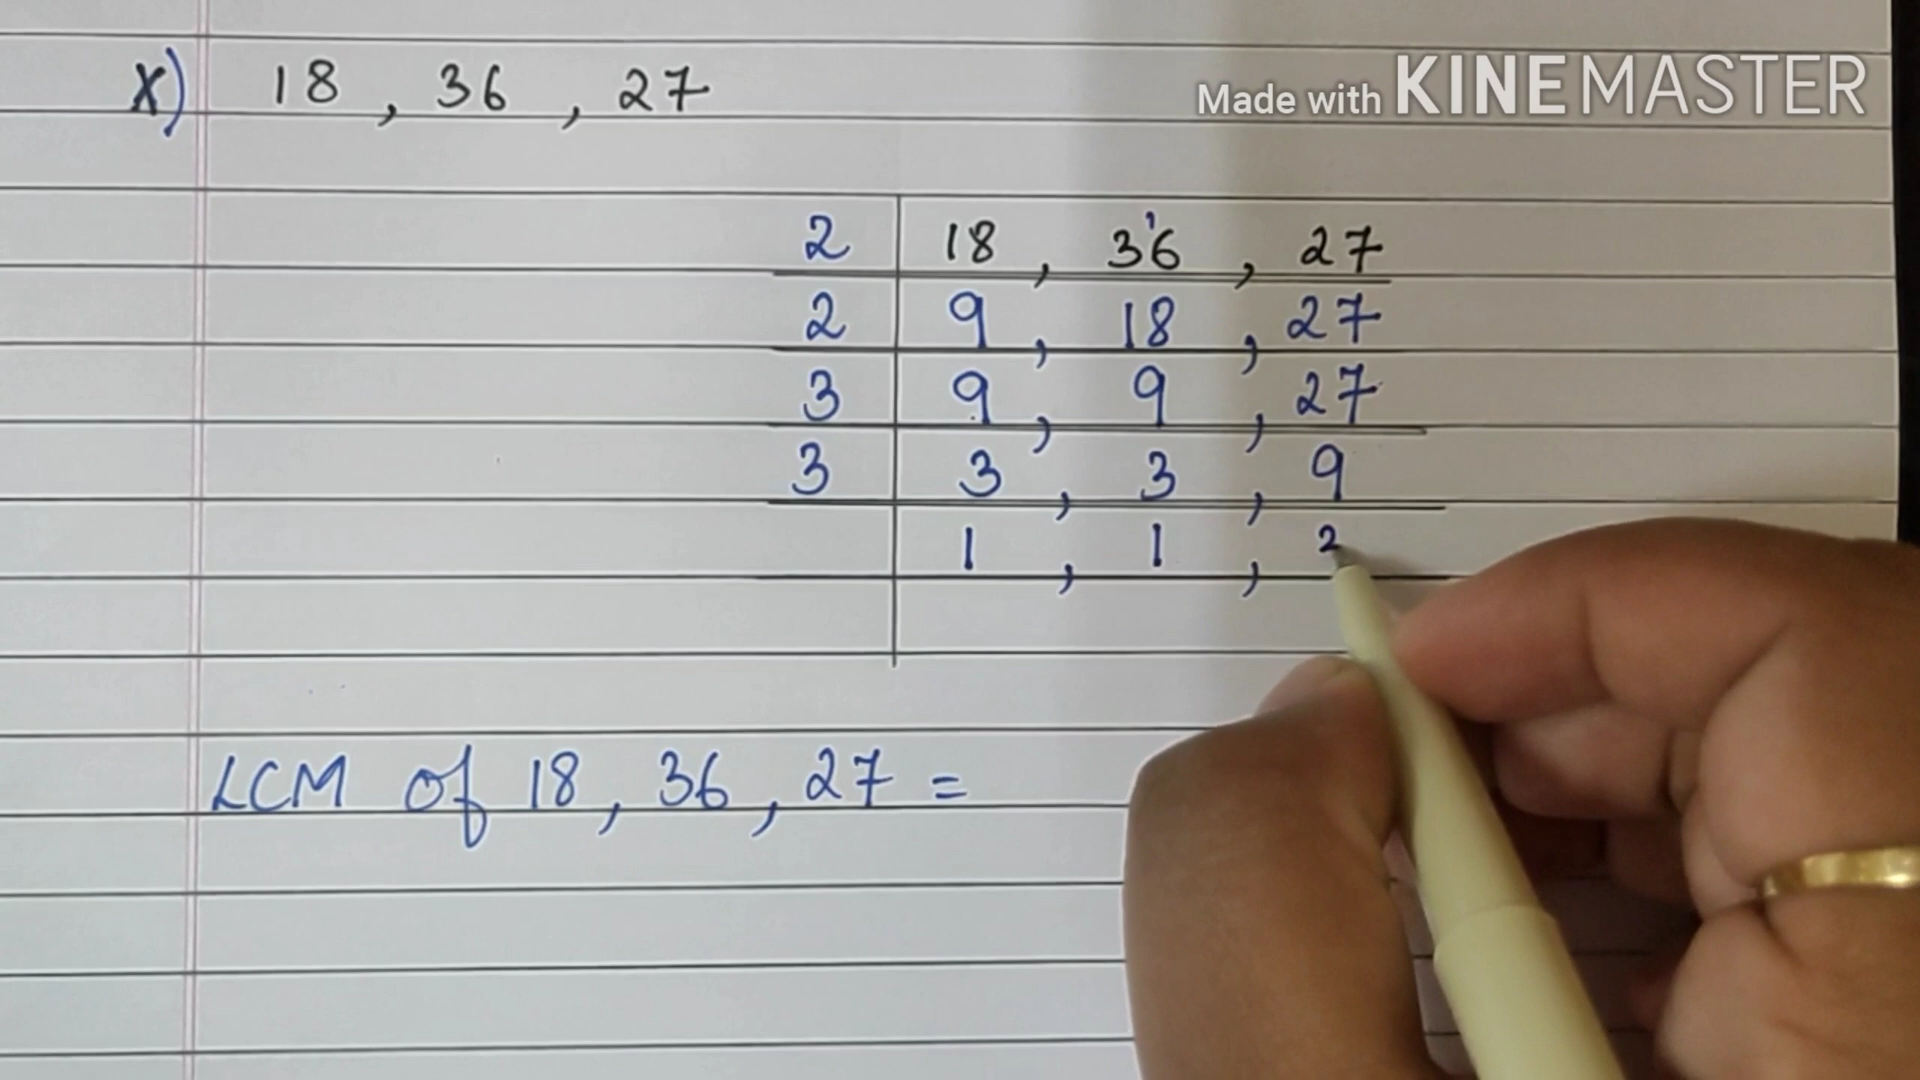 x) 18 , 36 , 27
Made with KINEMASTER
2 18 , 36 , 27
2 9 , 18 , 27
3 9 , 9 , 27
3 3 , 3 , 9
1 , 1 ,
LCM of 18 , 36 , 27 =